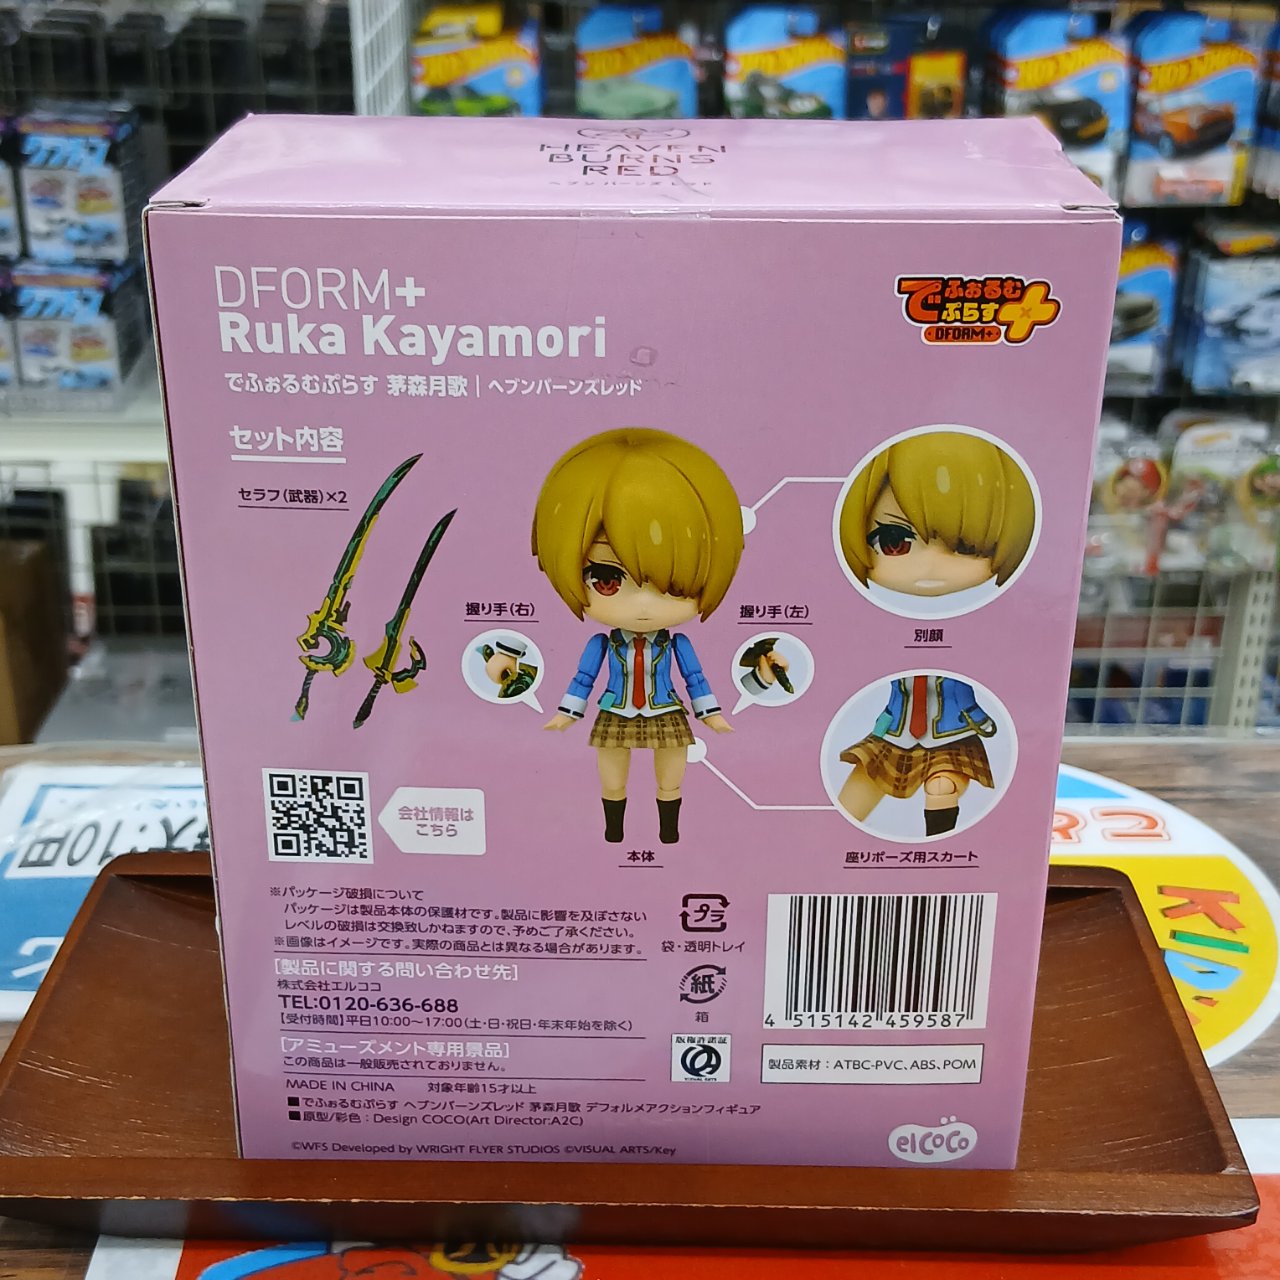 HEAVEN
BURNS
RED
ヘブンバーンズレッド
DFORM+
Ruka Kayamori
でふぉるむぷらす 茅森月歌｜ヘブンバーンズレッド
でふぉるむ
ぷらす
DFORM+
セット内容
セラフ（武器）×2
握り手（右）
握り手（左）
別顔
本体
座りポーズ用スカート
会社情報は
こちら
※パッケージ破損について
パッケージは製品本体の保護材です。製品に影響を及ぼさない
レベルの破損は交換致しかねますので、予めご了承ください。
※画像はイメージです。実際の商品とは異なる場合があります。
[製品に関する問い合わせ先]
株式会社エルココ
TEL:0120-636-688
【受付時間】平日10:00～17:00（土・日・祝日・年末年始を除く）
[アミューズメント専用景品]
この商品は一般販売されておりません。
MADE IN CHINA 対象年齢15才以上
■でふぉるむぷらす ヘブンバーンズレッド 茅森月歌 デフォルメアクションフィギュア
■原型/彩色：Design COCO(Art Director:A2C)
©WFS Developed by WRIGHT FLYER STUDIOS ©VISUAL ARTS/Key
プラ
袋・透明トレイ
紙
箱
版権許諾証
VISUAL ARTS
4 515142 459587
製品素材：ATBC-PVC、ABS、POM
elCOCO